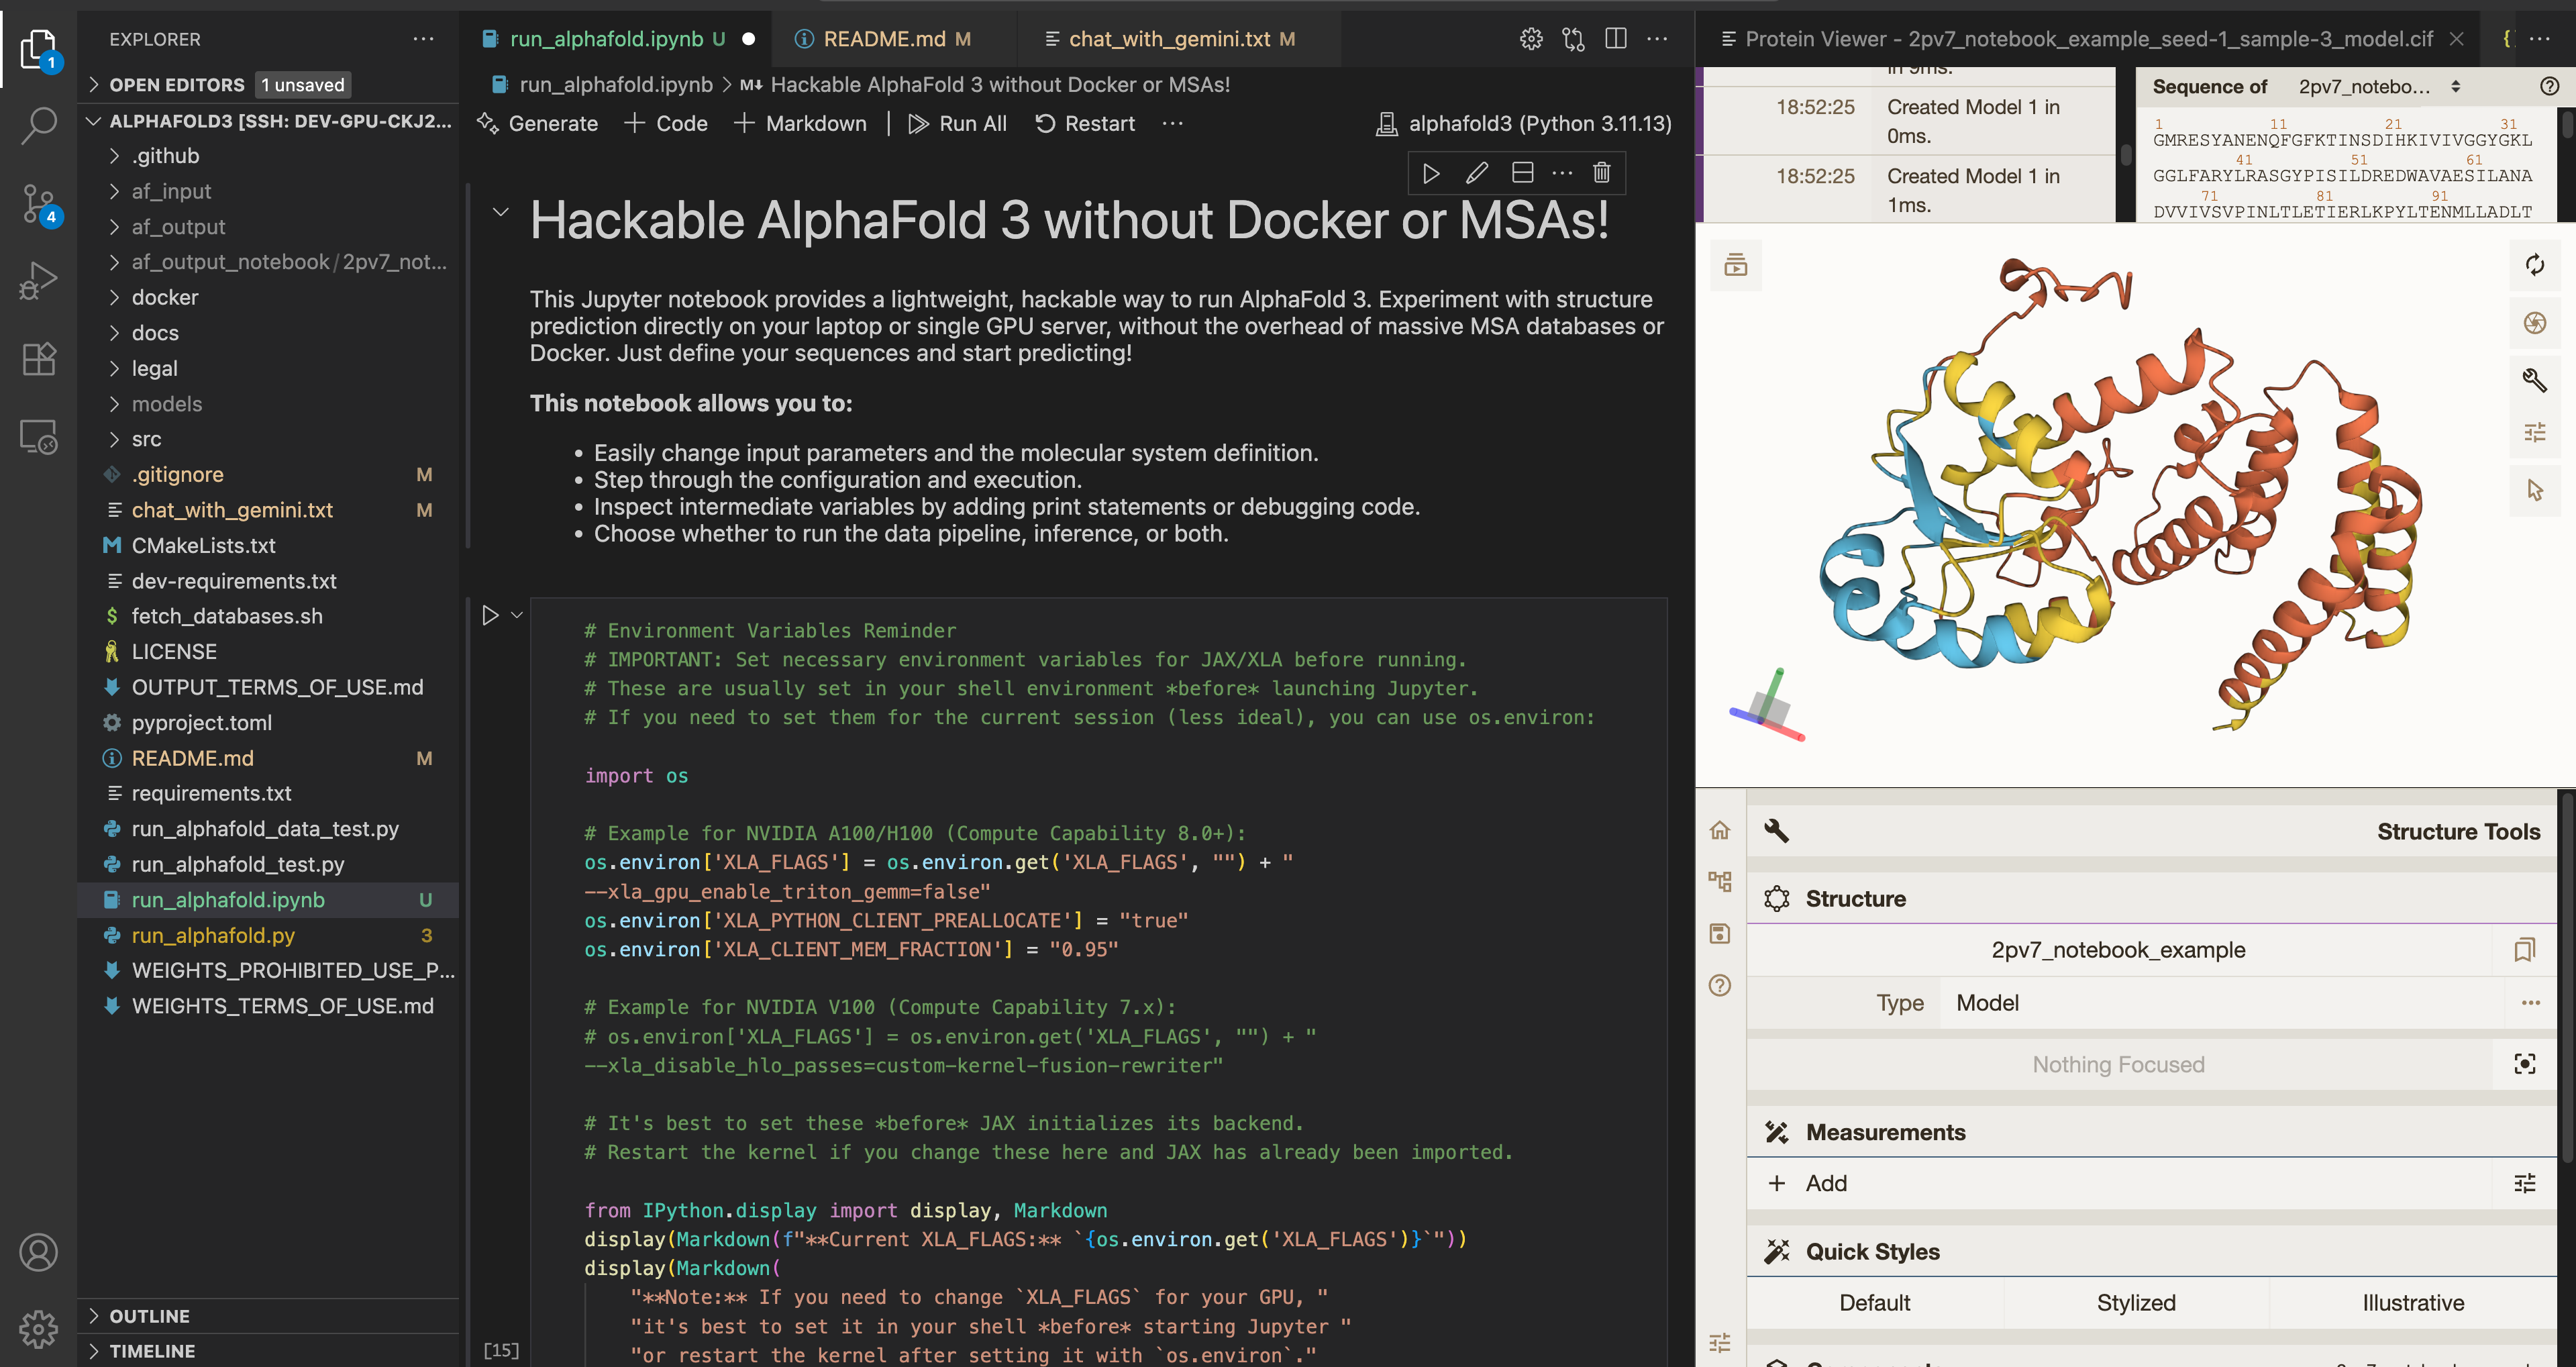 EXPLORER
OPEN EDITORS 1 unsaved
ALPHAFOLD3 [SSH: DEV-GPU-CKJ2...
.github
af_input
af_output
af_output_notebook/2pv7_not...
docker
docs
legal
models
src
.gitignore M
chat_with_gemini.txt M
CMakeLists.txt
dev-requirements.txt
fetch_databases.sh
LICENSE
OUTPUT_TERMS_OF_USE.md
pyproject.toml
README.md M
requirements.txt
run_alphafold_data_test.py
run_alphafold_test.py
run_alphafold.ipynb U
run_alphafold.py 3
WEIGHTS_PROHIBITED_USE_P...
WEIGHTS_TERMS_OF_USE.md
OUTLINE
TIMELINE
1
4
run_alphafold.ipynb U
README.md M
chat_with_gemini.txt M
run_alphafold.ipynb > M↓ Hackable AlphaFold 3 without Docker or MSAs!
Generate + Code + Markdown | Run All Restart ...
alphafold3 (Python 3.11.13)
Hackable AlphaFold 3 without Docker or MSAs!
This Jupyter notebook provides a lightweight, hackable way to run AlphaFold 3. Experiment with structure
prediction directly on your laptop or single GPU server, without the overhead of massive MSA databases or
Docker. Just define your sequences and start predicting!
This notebook allows you to:
• Easily change input parameters and the molecular system definition.
• Step through the configuration and execution.
• Inspect intermediate variables by adding print statements or debugging code.
• Choose whether to run the data pipeline, inference, or both.
# Environment Variables Reminder
# IMPORTANT: Set necessary environment variables for JAX/XLA before running.
# These are usually set in your shell environment *before* launching Jupyter.
# If you need to set them for the current session (less ideal), you can use os.environ:
import os
# Example for NVIDIA A100/H100 (Compute Capability 8.0+):
os.environ['XLA_FLAGS'] = os.environ.get('XLA_FLAGS', "") + "
--xla_gpu_enable_triton_gemm=false"
os.environ['XLA_PYTHON_CLIENT_PREALLOCATE'] = "true"
os.environ['XLA_CLIENT_MEM_FRACTION'] = "0.95"
# Example for NVIDIA V100 (Compute Capability 7.x):
# os.environ['XLA_FLAGS'] = os.environ.get('XLA_FLAGS', "") + "
--xla_disable_hlo_passes=custom-kernel-fusion-rewriter"
# It's best to set these *before* JAX initializes its backend.
# Restart the kernel if you change these here and JAX has already been imported.
from IPython.display import display, Markdown
display(Markdown(f"**Current XLA_FLAGS:** `{os.environ.get('XLA_FLAGS')}`"))
display(Markdown(
"**Note:** If you need to change `XLA_FLAGS` for your GPU, "
"it's best to set it in your shell *before* starting Jupyter "
"or restart the kernel after setting it with `os.environ`."
[15]
Protein Viewer - 2pv7_notebook_example_seed-1_sample-3_model.cif
in 9ms.
18:52:25 Created Model 1 in
0ms.
18:52:25 Created Model 1 in
1ms.
Sequence of 2pv7_notebo...
1 11 21 31
GMRESYANENQFGFKTINSDIHKIVIVGGYGKL
41 51 61
GGLFARYLRASGYPISILDREDWAVAESILANA
71 81 91
DVVIVSVPINLTLETIERLKPYLTENMLLADLT
Structure Tools
Structure
2pv7_notebook_example
Type Model
Nothing Focused
Measurements
+ Add
Quick Styles
Default Stylized Illustrative